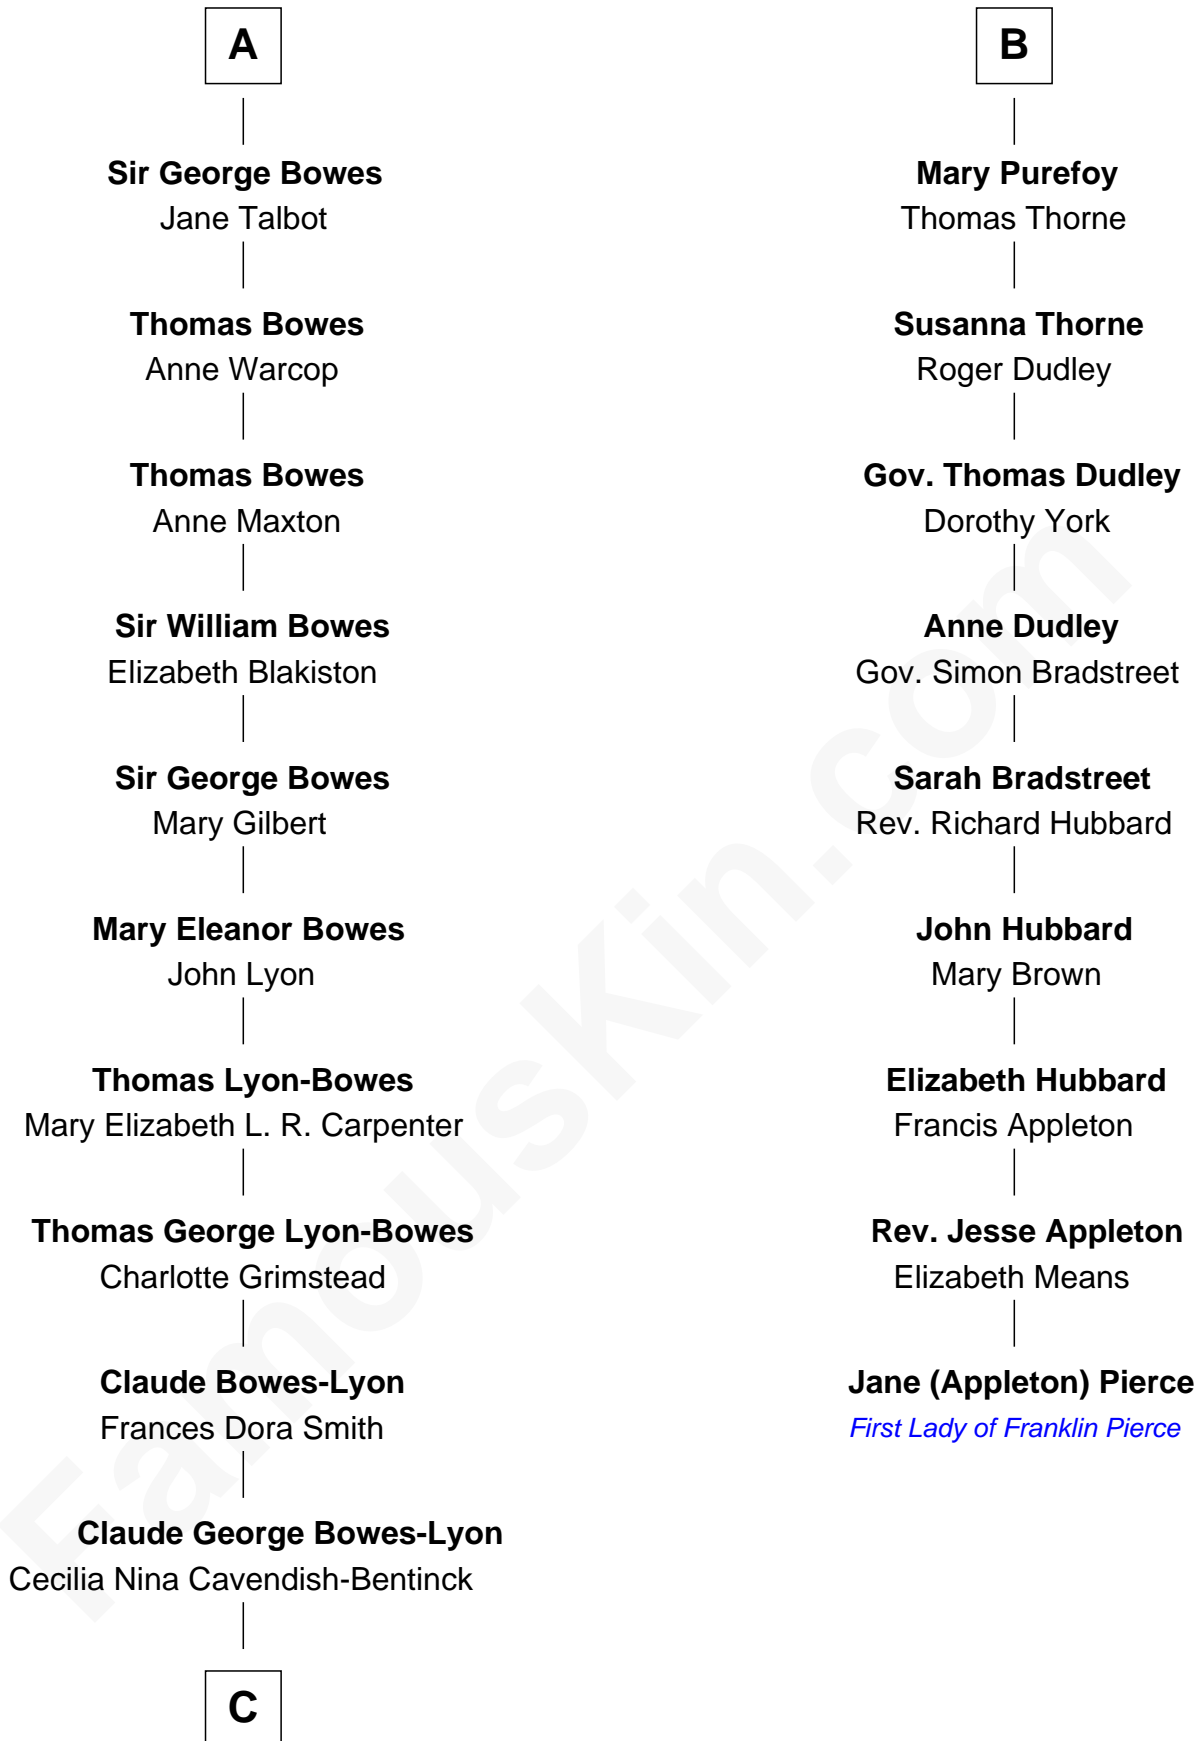 A
Sir George Bowes
Jane Talbot
Thomas Bowes
Anne Warcop
Thomas Bowes
Anne Maxton
Sir William Bowes
Elizabeth Blakiston
Sir George Bowes
Mary Gilbert
Mary Eleanor Bowes
John Lyon
Thomas Lyon-Bowes
Mary Elizabeth L. R. Carpenter
Thomas George Lyon-Bowes
Charlotte Grimstead
Claude Bowes-Lyon
Frances Dora Smith
Claude George Bowes-Lyon
Cecilia Nina Cavendish-Bentinck
C
B
Mary Purefoy
Thomas Thorne
Susanna Thorne
Roger Dudley
Gov. Thomas Dudley
Dorothy York
Anne Dudley
Gov. Simon Bradstreet
Sarah Bradstreet
Rev. Richard Hubbard
John Hubbard
Mary Brown
Elizabeth Hubbard
Francis Appleton
Rev. Jesse Appleton
Elizabeth Means
Jane (Appleton) Pierce
First Lady of Franklin Pierce
FamousKin.com